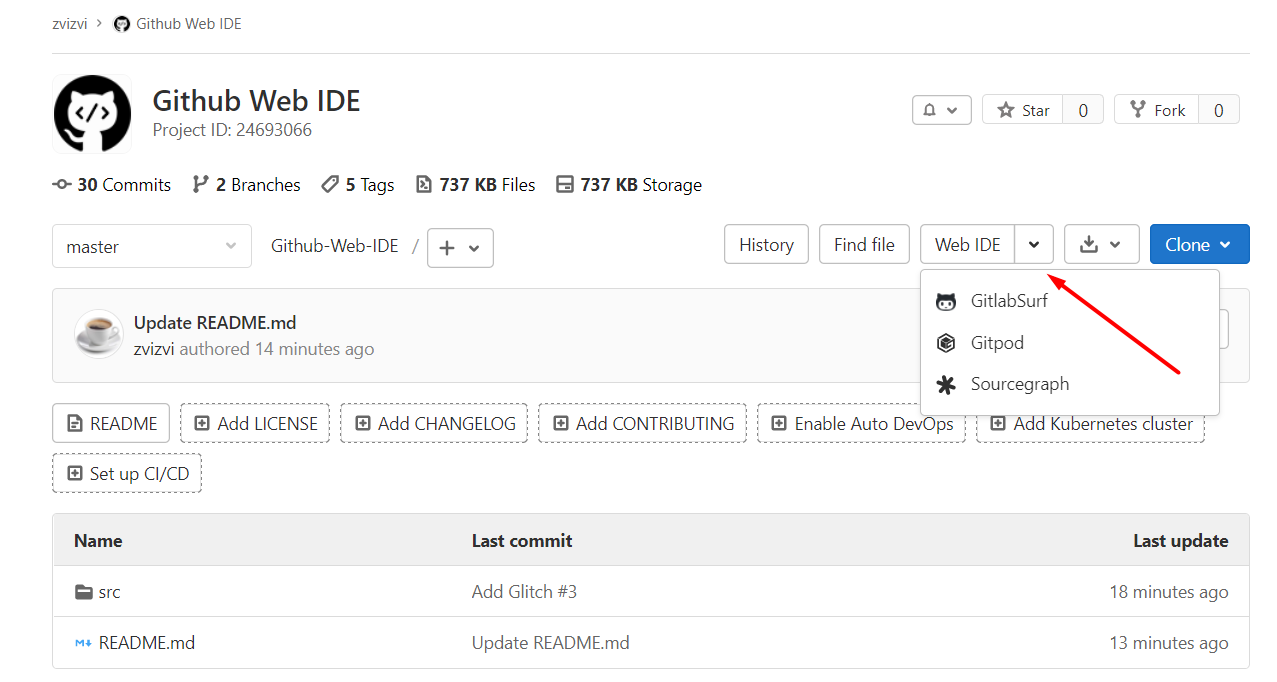 zvizvi > Github Web IDE
Github Web IDE
Project ID: 24693066
Star 0 Fork 0
30 Commits 2 Branches 5 Tags 737 KB Files 737 KB Storage
master Github-Web-IDE / + History Find file Web IDE Clone
GitlabSurf
Gitpod
Sourcegraph
Update README.md
zvizvi authored 14 minutes ago
README Add LICENSE Add CHANGELOG Add CONTRIBUTING Enable Auto DevOps Add Kubernetes cluster
Set up CI/CD
Name Last commit Last update
src Add Glitch #3 18 minutes ago
README.md Update README.md 13 minutes ago